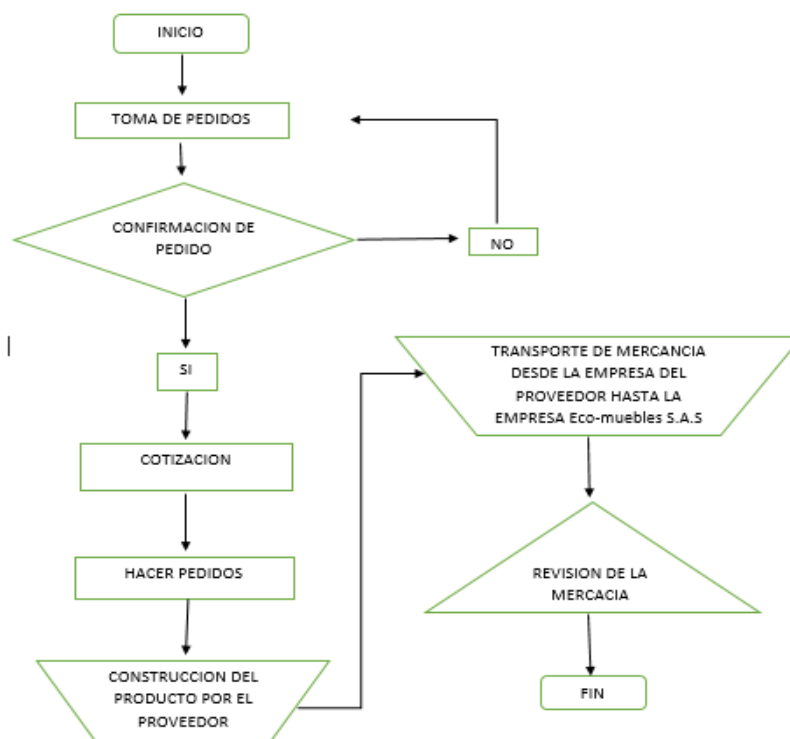 INICIO
TOMA DE PEDIDOS
CONFIRMACION DE
PEDIDO
NO
SI
COTIZACION
HACER PEDIDOS
CONSTRUCCION DEL
PRODUCTO POR EL
PROVEEDOR
TRANSPORTE DE MERCANCIA
DESDE LA EMPRESA DEL
PROVEEDOR HASTA LA
EMPRESA Eco-muebles S.A.S
REVISION DE LA
MERCACIA
FIN